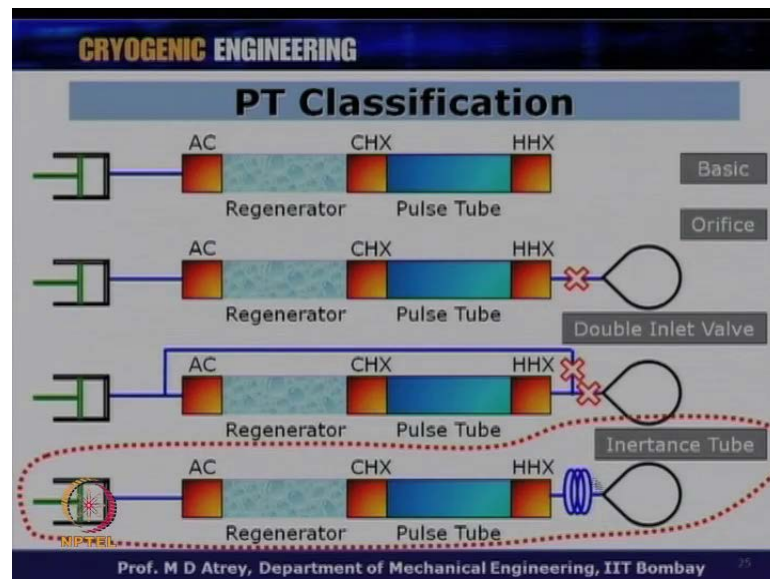 CRYOGENIC ENGINEERING
PT Classification
AC CHX HHX
Basic
Regenerator Pulse Tube
Orifice
AC CHX HHX
Regenerator Pulse Tube
Double Inlet Valve
AC CHX HHX
Regenerator Pulse Tube
Inertance Tube
AC CHX HHX
Regenerator Pulse Tube
NPTEL
Prof. M D Atrey, Department of Mechanical Engineering, IIT Bombay 25